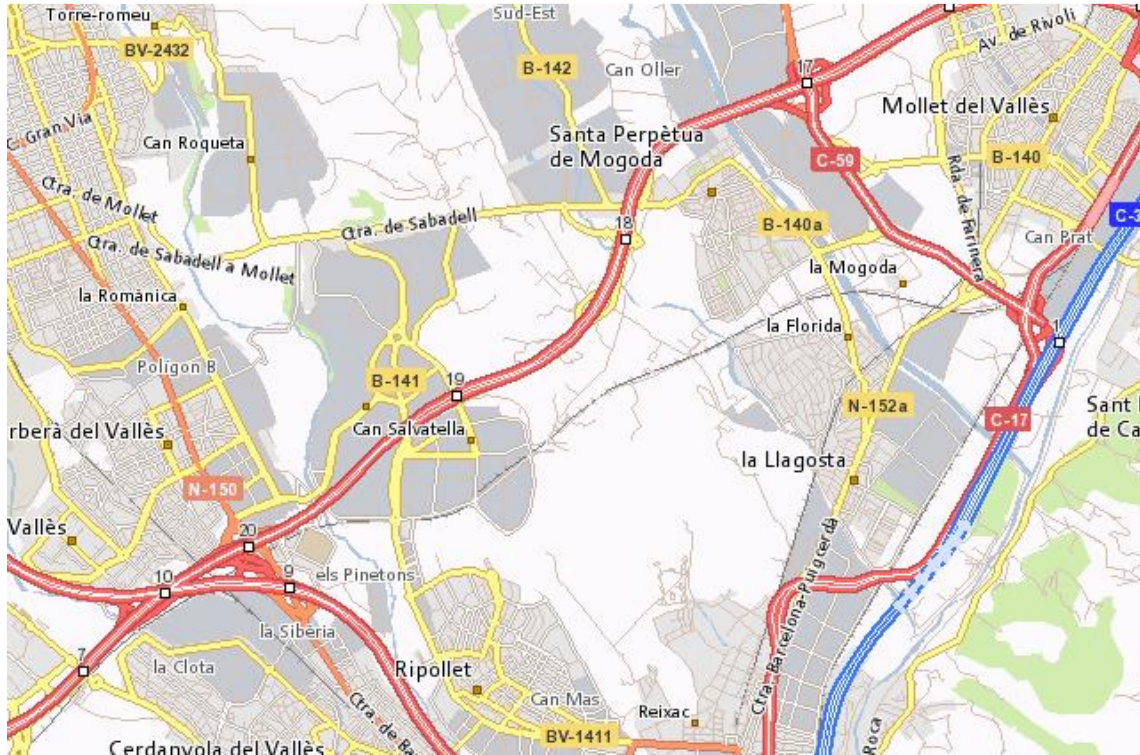 Sud-Est
Torre-romeu
BV-2432
B-142
Can Oller
17
Av. de Rivoli
Mollet del Vallès
C. Gran Via
Can Roqueta
Santa Perpètua
de Mogoda
C-59
B-140
Ctra. de Mollet
Ctra. de Sabadell
18
B-140a
Rda. de Farinera
Can Prat
Ctra. de Sabadell a Mollet
la Mogoda
la Romànica
la Florida
1
Polígon B
B-141
19
N-152a
C-17
Sant
de Ca
rberà del Vallès
Can Salvatella
la Llagosta
N-150
Vallès
20
10
9
els Pinetons
Ctra. Barcelona-Puigcerdà
la Sibèria
7
la Clota
Ripollet
Can Mas
Reixac
Ctra. de Ba
BV-1411
Roca
Cerdanyola del Vallès